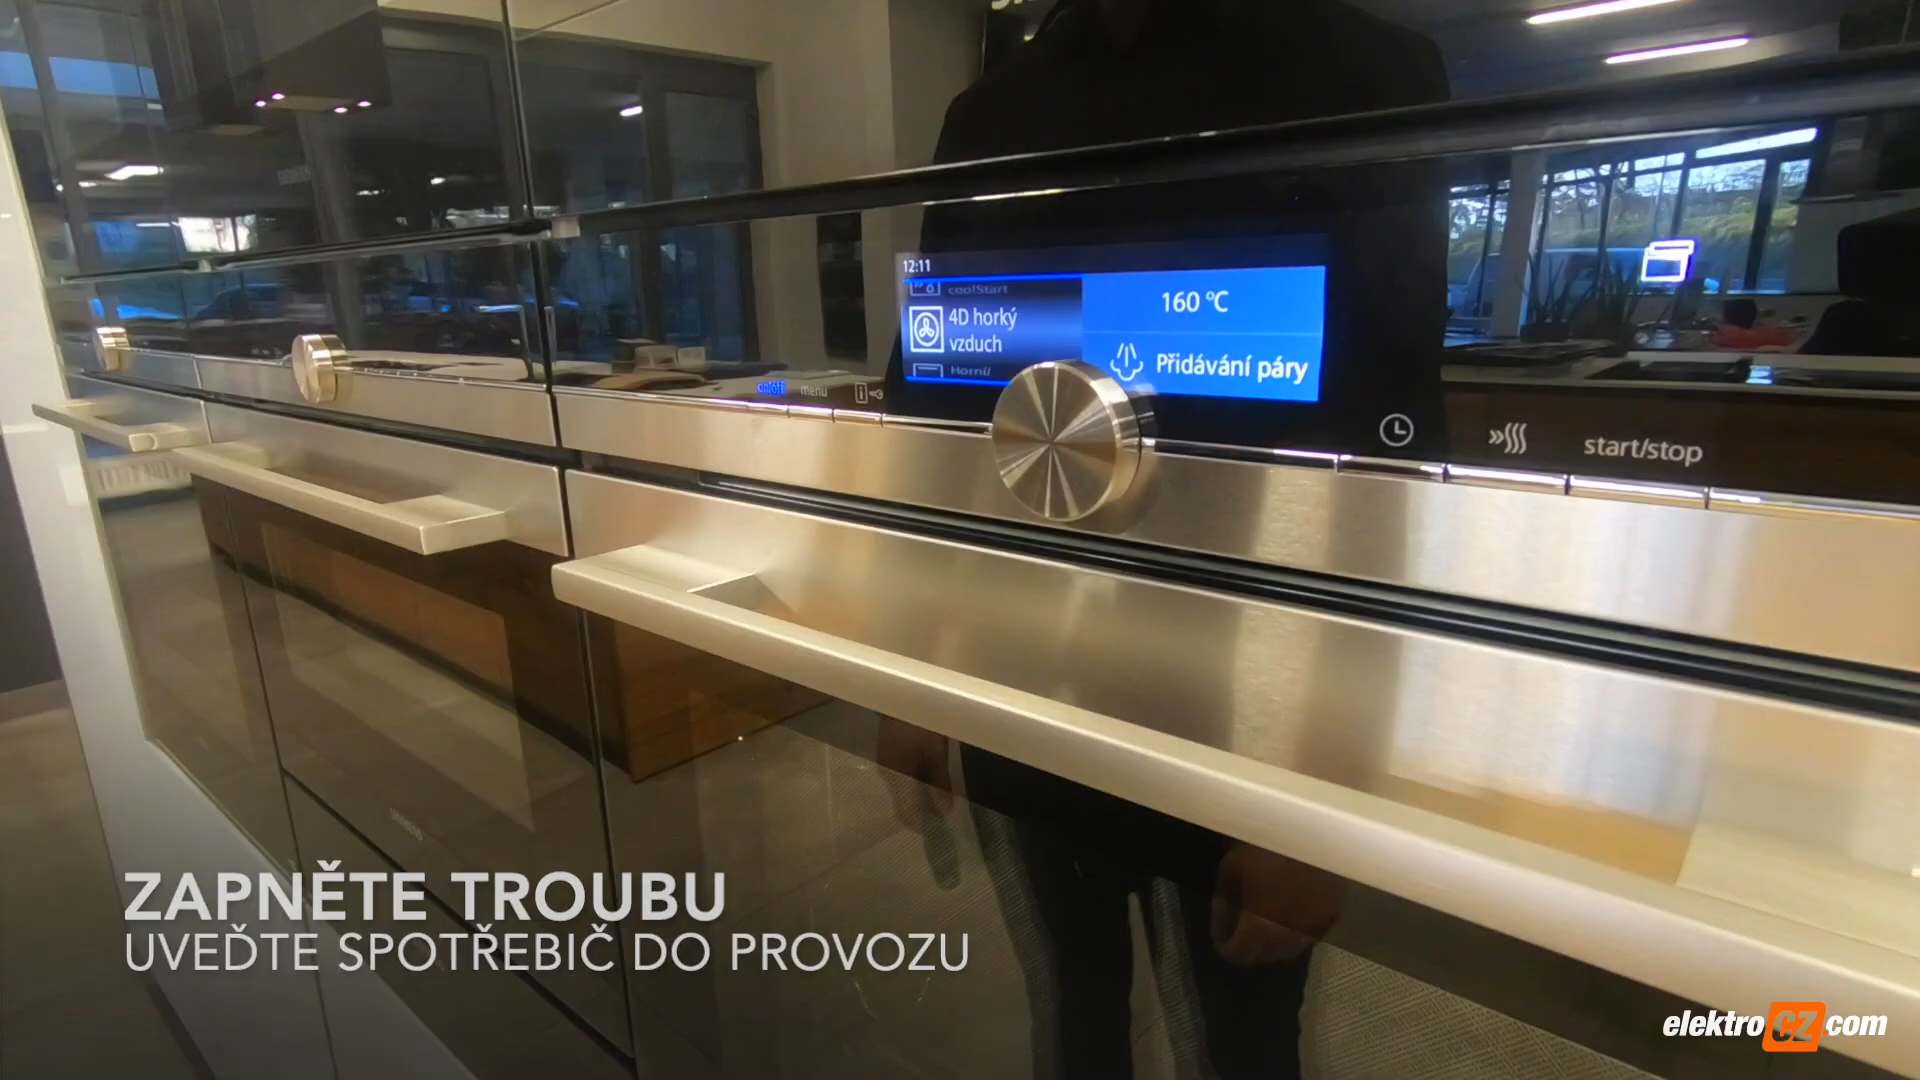 12:11
coolStart
4D horký
vzduch
Horní/
160 °C
Přidávání páry
on/off
menu
i
start/stop
ZAPNĚTE TROUBU
UVEĎTE SPOTŘEBIČ DO PROVOZU
elektroCZ.com